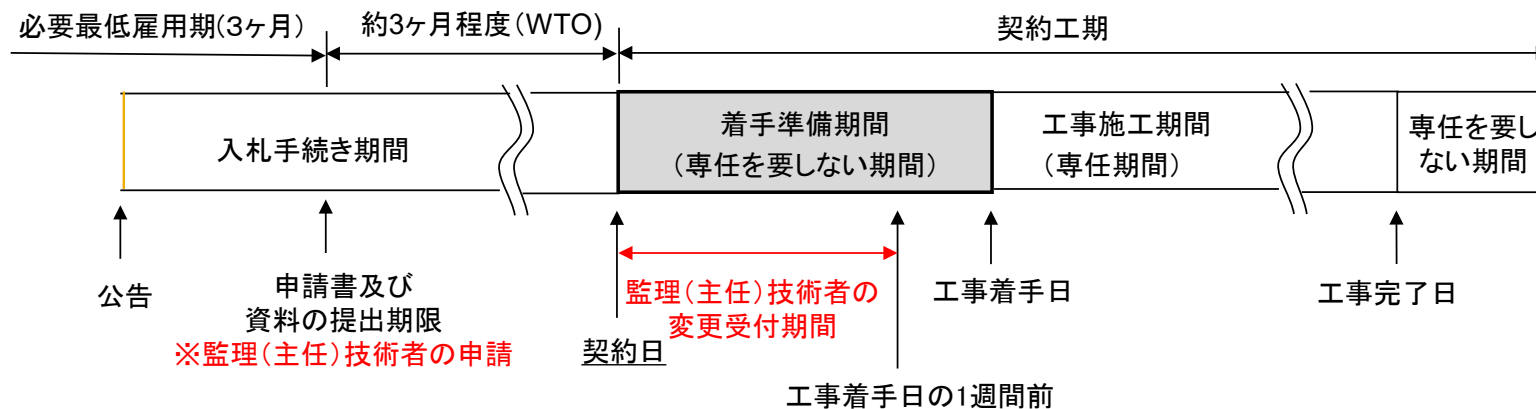 必要最低雇用期(3ヶ月)
約3ヶ月程度(WTO)
契約工期
入札手続き期間
着手準備期間
(専任を要しない期間)
工事施工期間
(専任期間)
専任を要し
ない期間
公告
申請書及び
資料の提出期限
※監理(主任)技術者の申請
契約日
監理(主任)技術者の
変更受付期間
工事着手日の1週間前
工事着手日
工事完了日